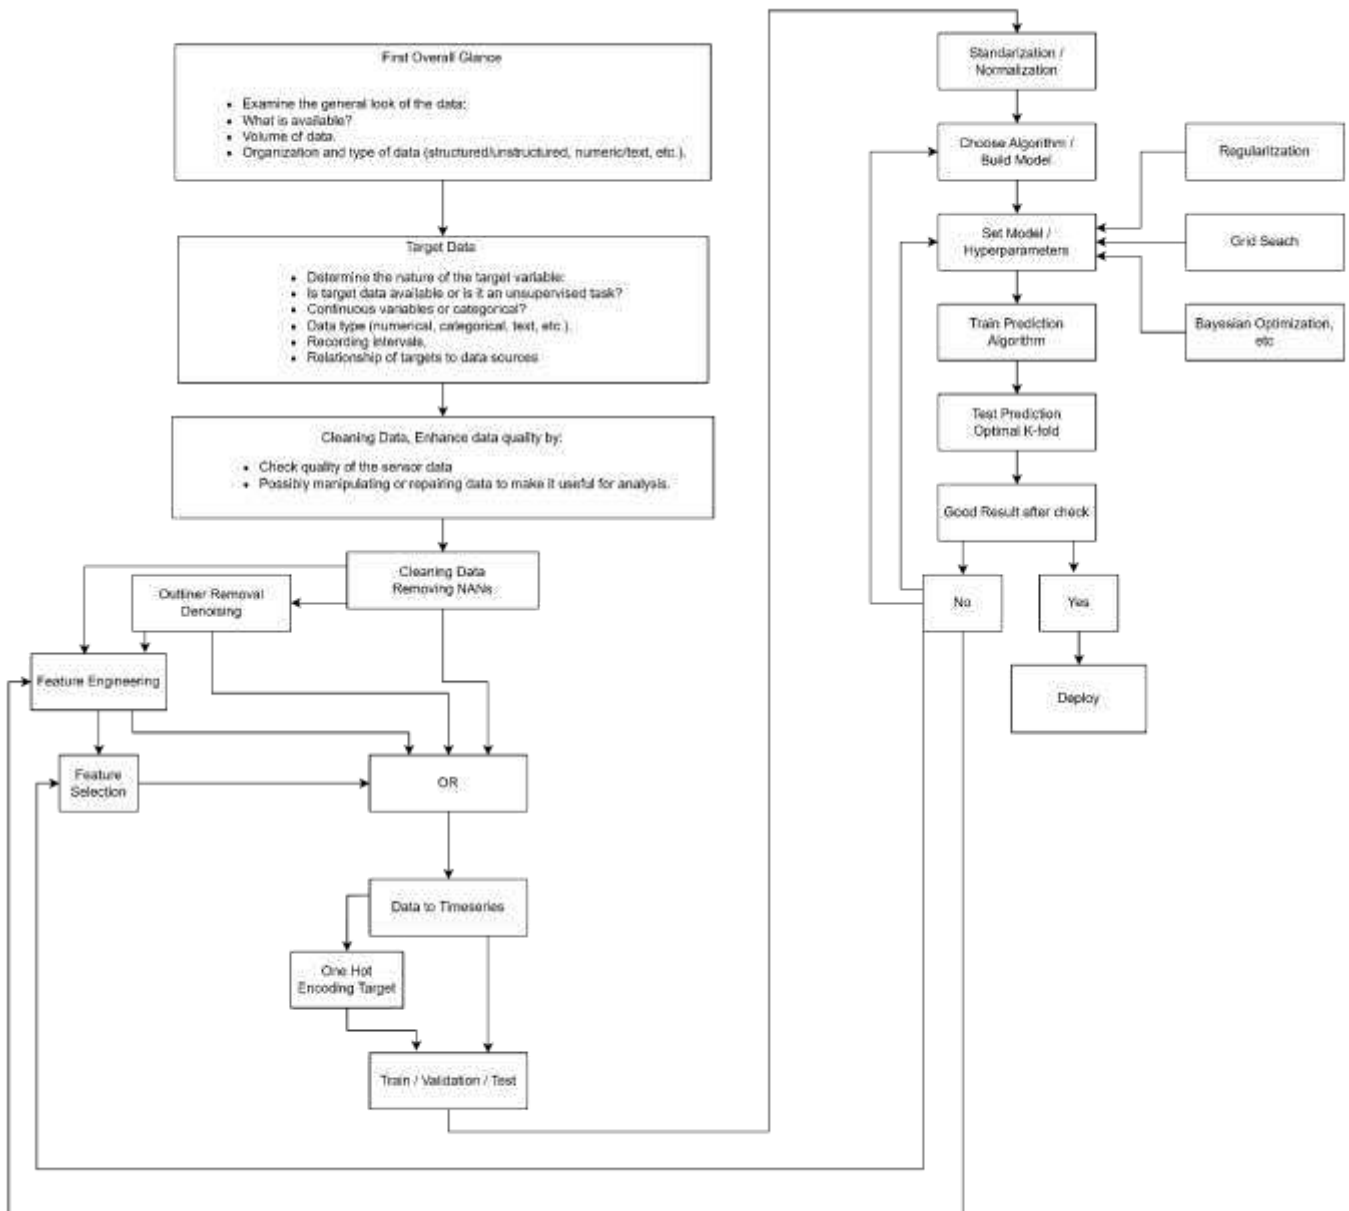 First Overall Glance
• Examine the general look of the data:
• What is available?
• Volume of data.
• Organization and type of data (structured/unstructured, numeric/text, etc.).
Target Data
• Determine the nature of the target variable:
• Is target data available or is it an unsupervised task?
• Continuous variables or categorical?
• Data type (numerical, categorical, text, etc.).
• Recording intervals.
• Relationship of targets to data sources
Cleaning Data, Enhance data quality by:
• Check quality of the sensor data
• Possibly manipulating or repairing data to make it useful for analysis.
Cleaning Data
Removing NANs
Outliner Removal
Denoising
Feature Engineering
Feature
Selection
OR
Data to Timeseries
One Hot
Encoding Target
Train / Validation / Test
Standarization /
Normalization
Choose Algorithm /
Build Model
Regularitzation
Set Model /
Hyperparameters
Grid Seach
Train Prediction
Algorithm
Bayesian Optimization,
etc
Test Prediction
Optimal K-fold
Good Result after check
No
Yes
Deploy